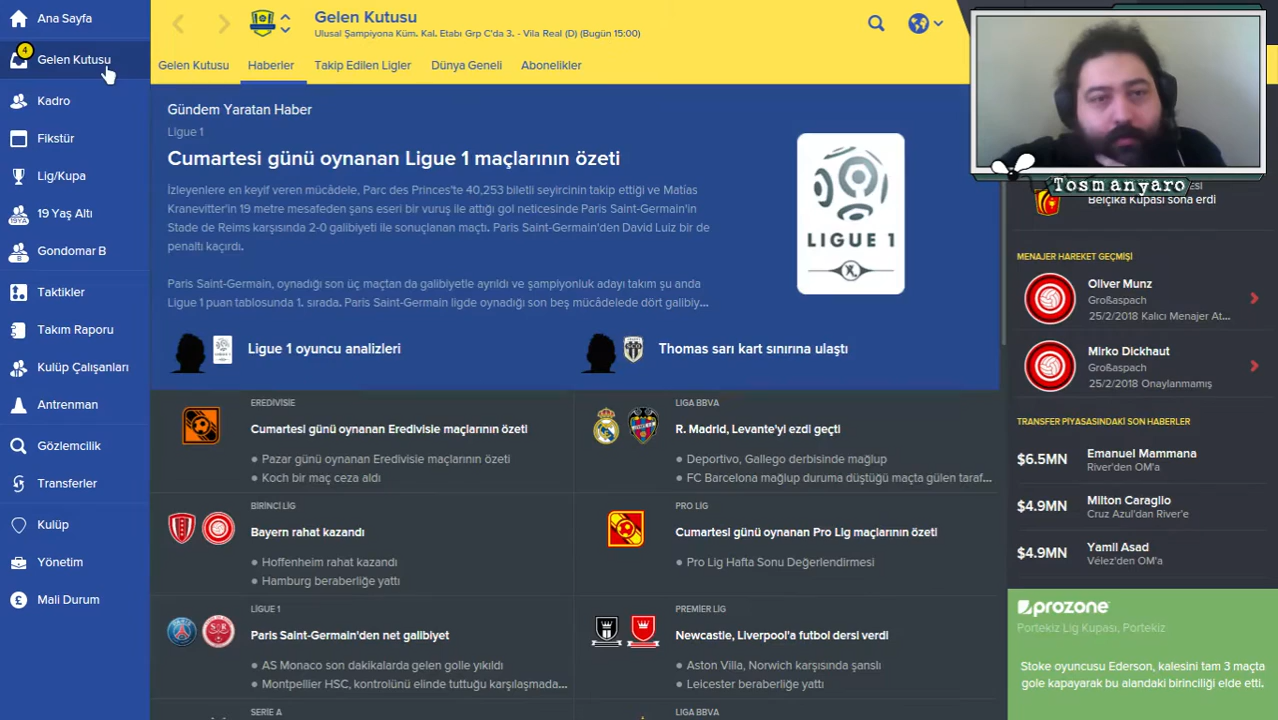 Ana Sayfa
4
Gelen Kutusu
Kadro
Fikstür
Lig/Kupa
19 Yaş Altı
Gondomar B
Taktikler
Takım Raporu
Kulüp Çalışanları
Antrenman
Gözlemcilik
Transferler
Kulüp
Yönetim
Mali Durum
Gelen Kutusu
Ulusal Şampiyona Küm. Kal. Etabı Grp C'da 3. - Vila Real (D) (Bugün 15:00)
Gelen Kutusu
Haberler
Takip Edilen Ligler
Dünya Geneli
Abonelikler
Gündem Yaratan Haber
Ligue 1
Cumartesi günü oynanan Ligue 1 maçlarının özeti
İzleyenlere en keyif veren mücâdele, Parc des Princes'te 40,253 biletli seyircinin takip ettiği ve Matías
Kranevitter'in 19 metre mesafeden şans eseri bir vuruş ile attığı gol neticesinde Paris Saint-Germain'in
Stade de Reims karşısında 2-0 galibiyeti ile sonuçlanan maçtı. Paris Saint-Germain'den David Luiz bir de
penaltı kaçırdı.
Paris Saint-Germain, oynadığı son üç maçtan da galibiyetle ayrıldı ve şampiyonluk adayı takım şu anda
Ligue 1 puan tablosunda 1. sırada. Paris Saint-Germain ligde oynadığı son beş mücâdelede dört galibiy...
LIGUE 1
Ligue 1 oyuncu analizleri
Thomas sarı kart sınırına ulaştı
EREDIVISIE
Cumartesi günü oynanan Eredivisie maçlarının özeti
Pazar günü oynanan Eredivisie maçlarının özeti
Koch bir maç ceza aldı
LIGA BBVA
R. Madrid, Levante'yi ezdi geçti
Deportivo, Gallego derbisinde mağlup
FC Barcelona mağlup duruma düştüğü maçta gülen taraf...
BIRINCI LIG
Bayern rahat kazandı
Hoffenheim rahat kazandı
Hamburg beraberliğe yattı
PRO LIG
Cumartesi günü oynanan Pro Lig maçlarının özeti
Pro Lig Hafta Sonu Değerlendirmesi
LIGUE 1
Paris Saint-Germain'den net galibiyet
AS Monaco son dakikalarda gelen golle yıkıldı
Montpellier HSC, kontrolünü elinde tuttuğu karşılaşmada...
PREMIER LIG
Newcastle, Liverpool'a futbol dersi verdi
Aston Villa, Norwich karşısında şanslı
Leicester beraberliğe yattı
SERIE A
LIGA BBVA
Tosmanyaro
Belçika Kupası sona erdi
MENAJER HAREKET GEÇMİŞİ
Oliver Munz
Großaspach
25/2/2018 Kalıcı Menajer At...
Mirko Dickhaut
Großaspach
25/2/2018 Onaylanmamış
TRANSFER PİYASASINDAKİ SON HABERLER
$6.5MN
Emanuel Mammana
River'den OM'a
$4.9MN
Milton Caraglio
Cruz Azul'dan River'e
$4.9MN
Yamil Asad
Vélez'den OM'a
prozone
Portekiz Lig Kupası, Portekiz
Stoke oyuncusu Ederson, kalesini tam 3 maçta
gole kapayarak bu alandaki birinciliği elde etti.